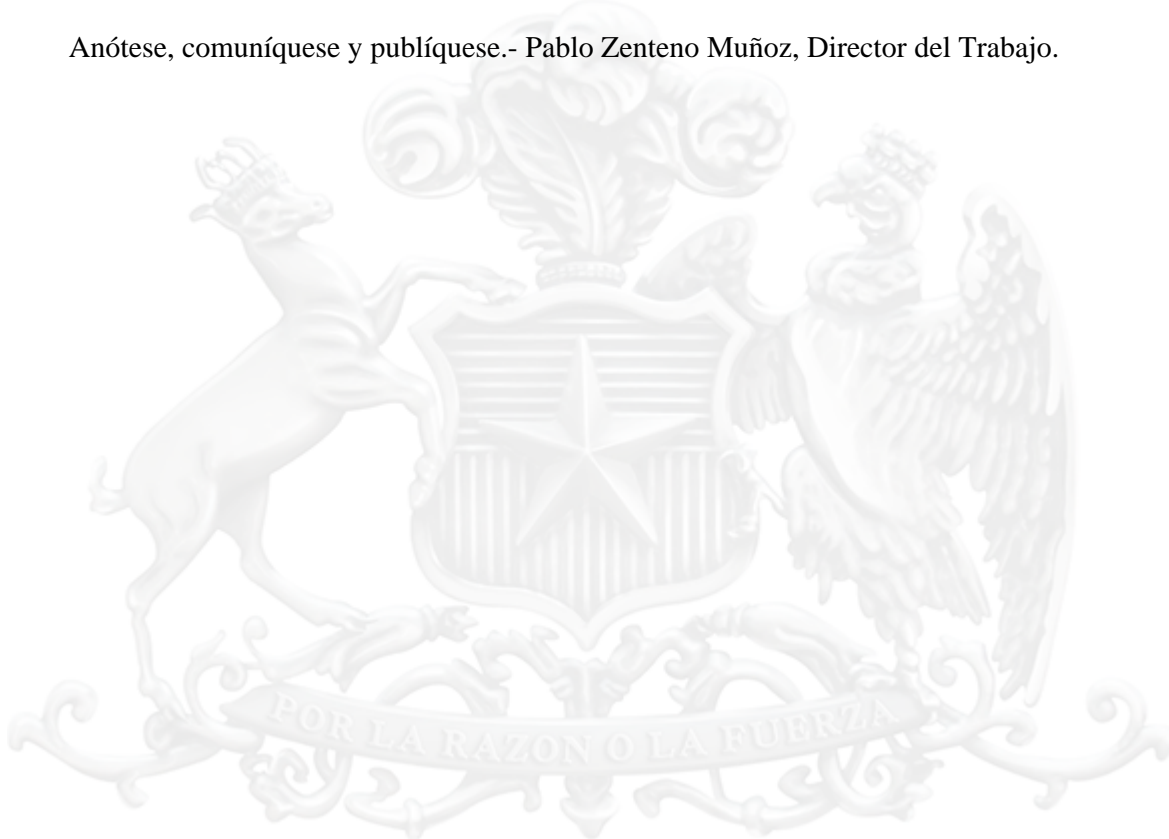 Anótese, comuníquese y publíquese.- Pablo Zenteno Muñoz, Director del Trabajo.
POR LA RAZON O LA FUERZA